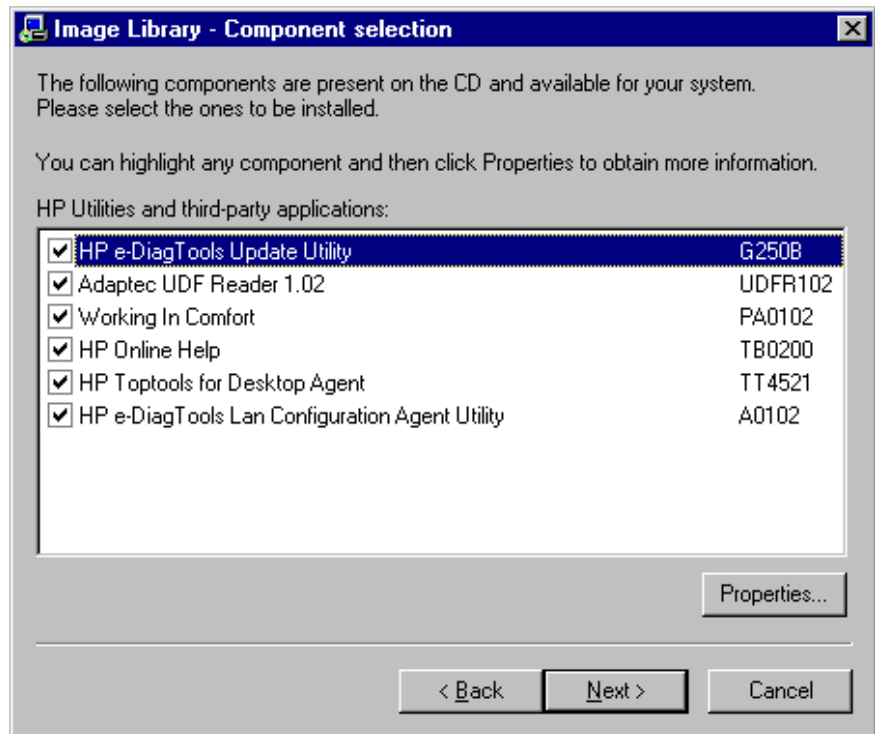 Image Library - Component selection
The following components are present on the CD and available for your system.
Please select the ones to be installed.
You can highlight any component and then click Properties to obtain more information.
HP Utilities and third-party applications:
HP e-DiagTools Update Utility G250B
Adaptec UDF Reader 1.02 UDFR102
Working In Comfort PA0102
HP Online Help TB0200
HP Toptools for Desktop Agent TT4521
HP e-DiagTools Lan Configuration Agent Utility A0102
Properties...
< Back Next > Cancel